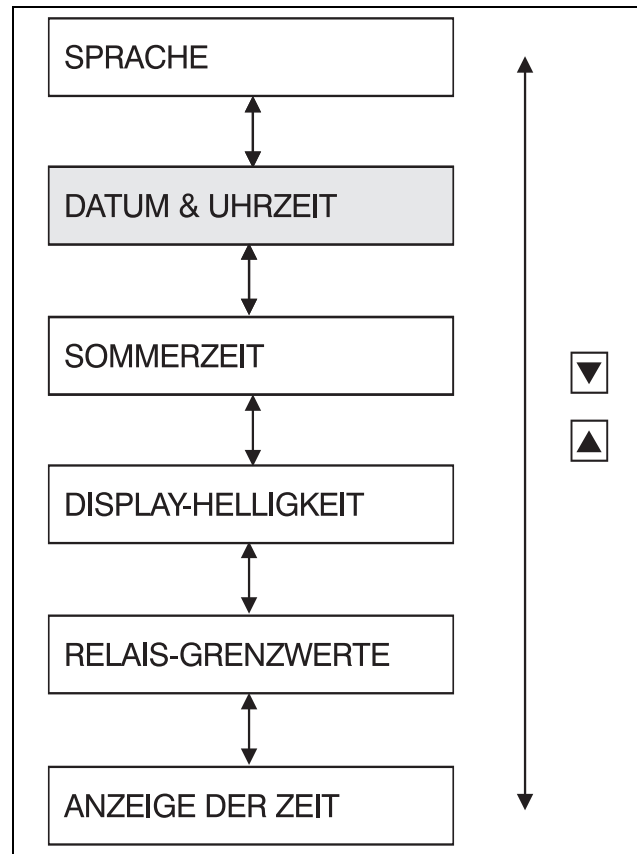 SPRACHE
DATUM & UHRZEIT
SOMMERZEIT
DISPLAY-HELLIGKEIT
RELAIS-GRENZWERTE
ANZEIGE DER ZEIT